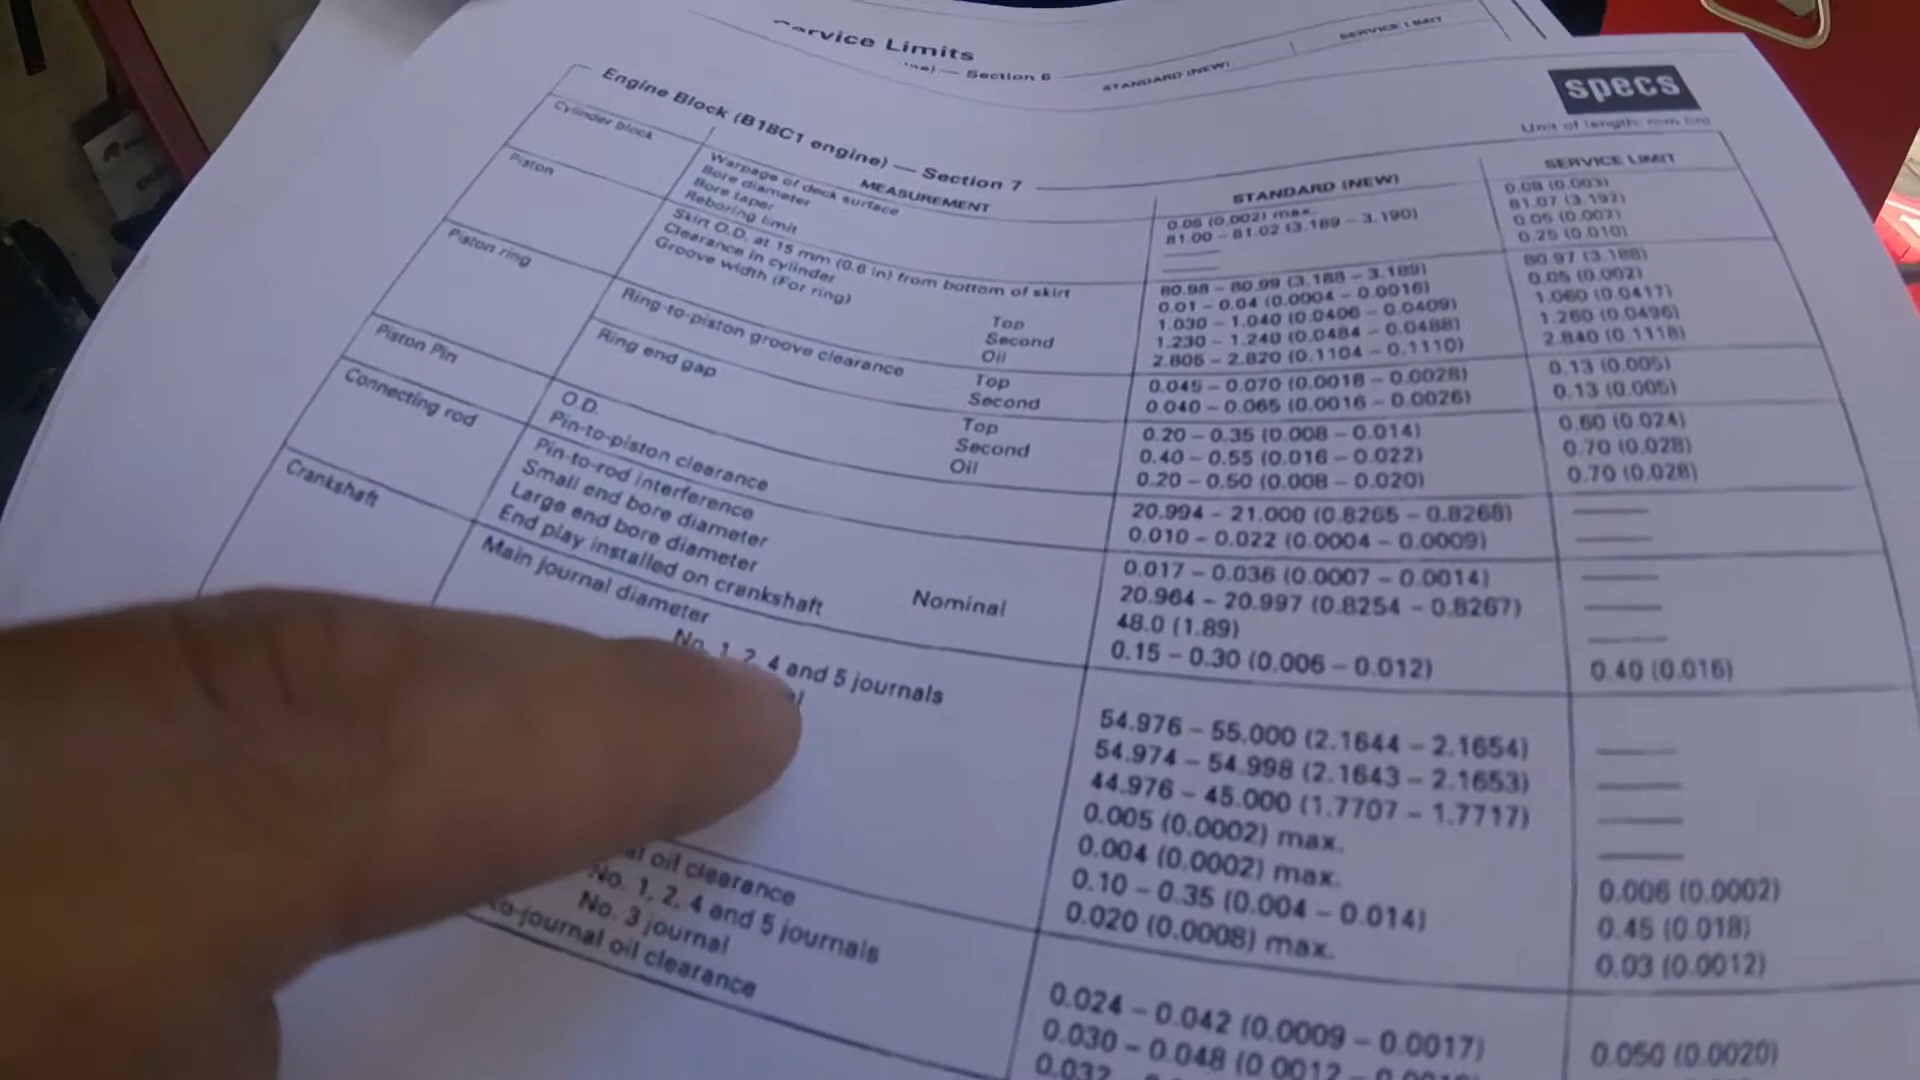 Service Limits
— Section 6
STANDARD (NEW)
SERVICE LIMIT
specs
Unit of length: mm (in)
Engine Block (B18C1 engine) — Section 7
MEASUREMENT STANDARD (NEW) SERVICE LIMIT
Cylinder block Warpage of deck surface 0.05 (0.002) max. 0.08 (0.003)
Bore diameter 81.00 – 81.02 (3.189 – 3.190) 81.07 (3.192)
Bore taper —— 0.05 (0.002)
Reboring limit —— 0.25 (0.010)
Piston Skirt O.D. at 15 mm (0.6 in) from bottom of skirt 80.98 – 80.99 (3.188 – 3.189) 80.97 (3.188)
Clearance in cylinder 0.01 – 0.04 (0.0004 – 0.0016) 0.05 (0.002)
Groove width (For ring) Top 1.030 – 1.040 (0.0406 – 0.0409) 1.060 (0.0417)
Second 1.230 – 1.240 (0.0484 – 0.0488) 1.260 (0.0496)
Oil 2.805 – 2.820 (0.1104 – 0.1110) 2.840 (0.1118)
Piston ring Ring-to-piston groove clearance Top 0.045 – 0.070 (0.0018 – 0.0028) 0.13 (0.005)
Second 0.040 – 0.065 (0.0016 – 0.0026) 0.13 (0.005)
Ring end gap Top 0.20 – 0.35 (0.008 – 0.014) 0.60 (0.024)
Second 0.40 – 0.55 (0.016 – 0.022) 0.70 (0.028)
Oil 0.20 – 0.50 (0.008 – 0.020) 0.70 (0.028)
Piston Pin O.D. 20.994 – 21.000 (0.8265 – 0.8268) ——
Pin-to-piston clearance 0.010 – 0.022 (0.0004 – 0.0009) ——
Connecting rod Pin-to-rod interference 0.017 – 0.036 (0.0007 – 0.0014) ——
Small end bore diameter 20.964 – 20.997 (0.8254 – 0.8267) ——
Large end bore diameter Nominal 48.0 (1.89) ——
End play installed on crankshaft 0.15 – 0.30 (0.006 – 0.012) 0.40 (0.016)
Crankshaft Main journal diameter
No. 1, 2, 4 and 5 journals 54.976 – 55.000 (2.1644 – 2.1654) ——
54.974 – 54.998 (2.1643 – 2.1653) ——
44.976 – 45.000 (1.7707 – 1.7717) ——
0.005 (0.0002) max. ——
0.004 (0.0002) max. 0.006 (0.0002)
0.10 – 0.35 (0.004 – 0.014) 0.45 (0.018)
0.020 (0.0008) max. 0.03 (0.0012)
oil clearance
No. 1, 2, 4 and 5 journals 0.024 – 0.042 (0.0009 – 0.0017) 0.050 (0.0020)
No. 3 journal 0.030 – 0.048 (0.0012
-journal oil clearance 0.032